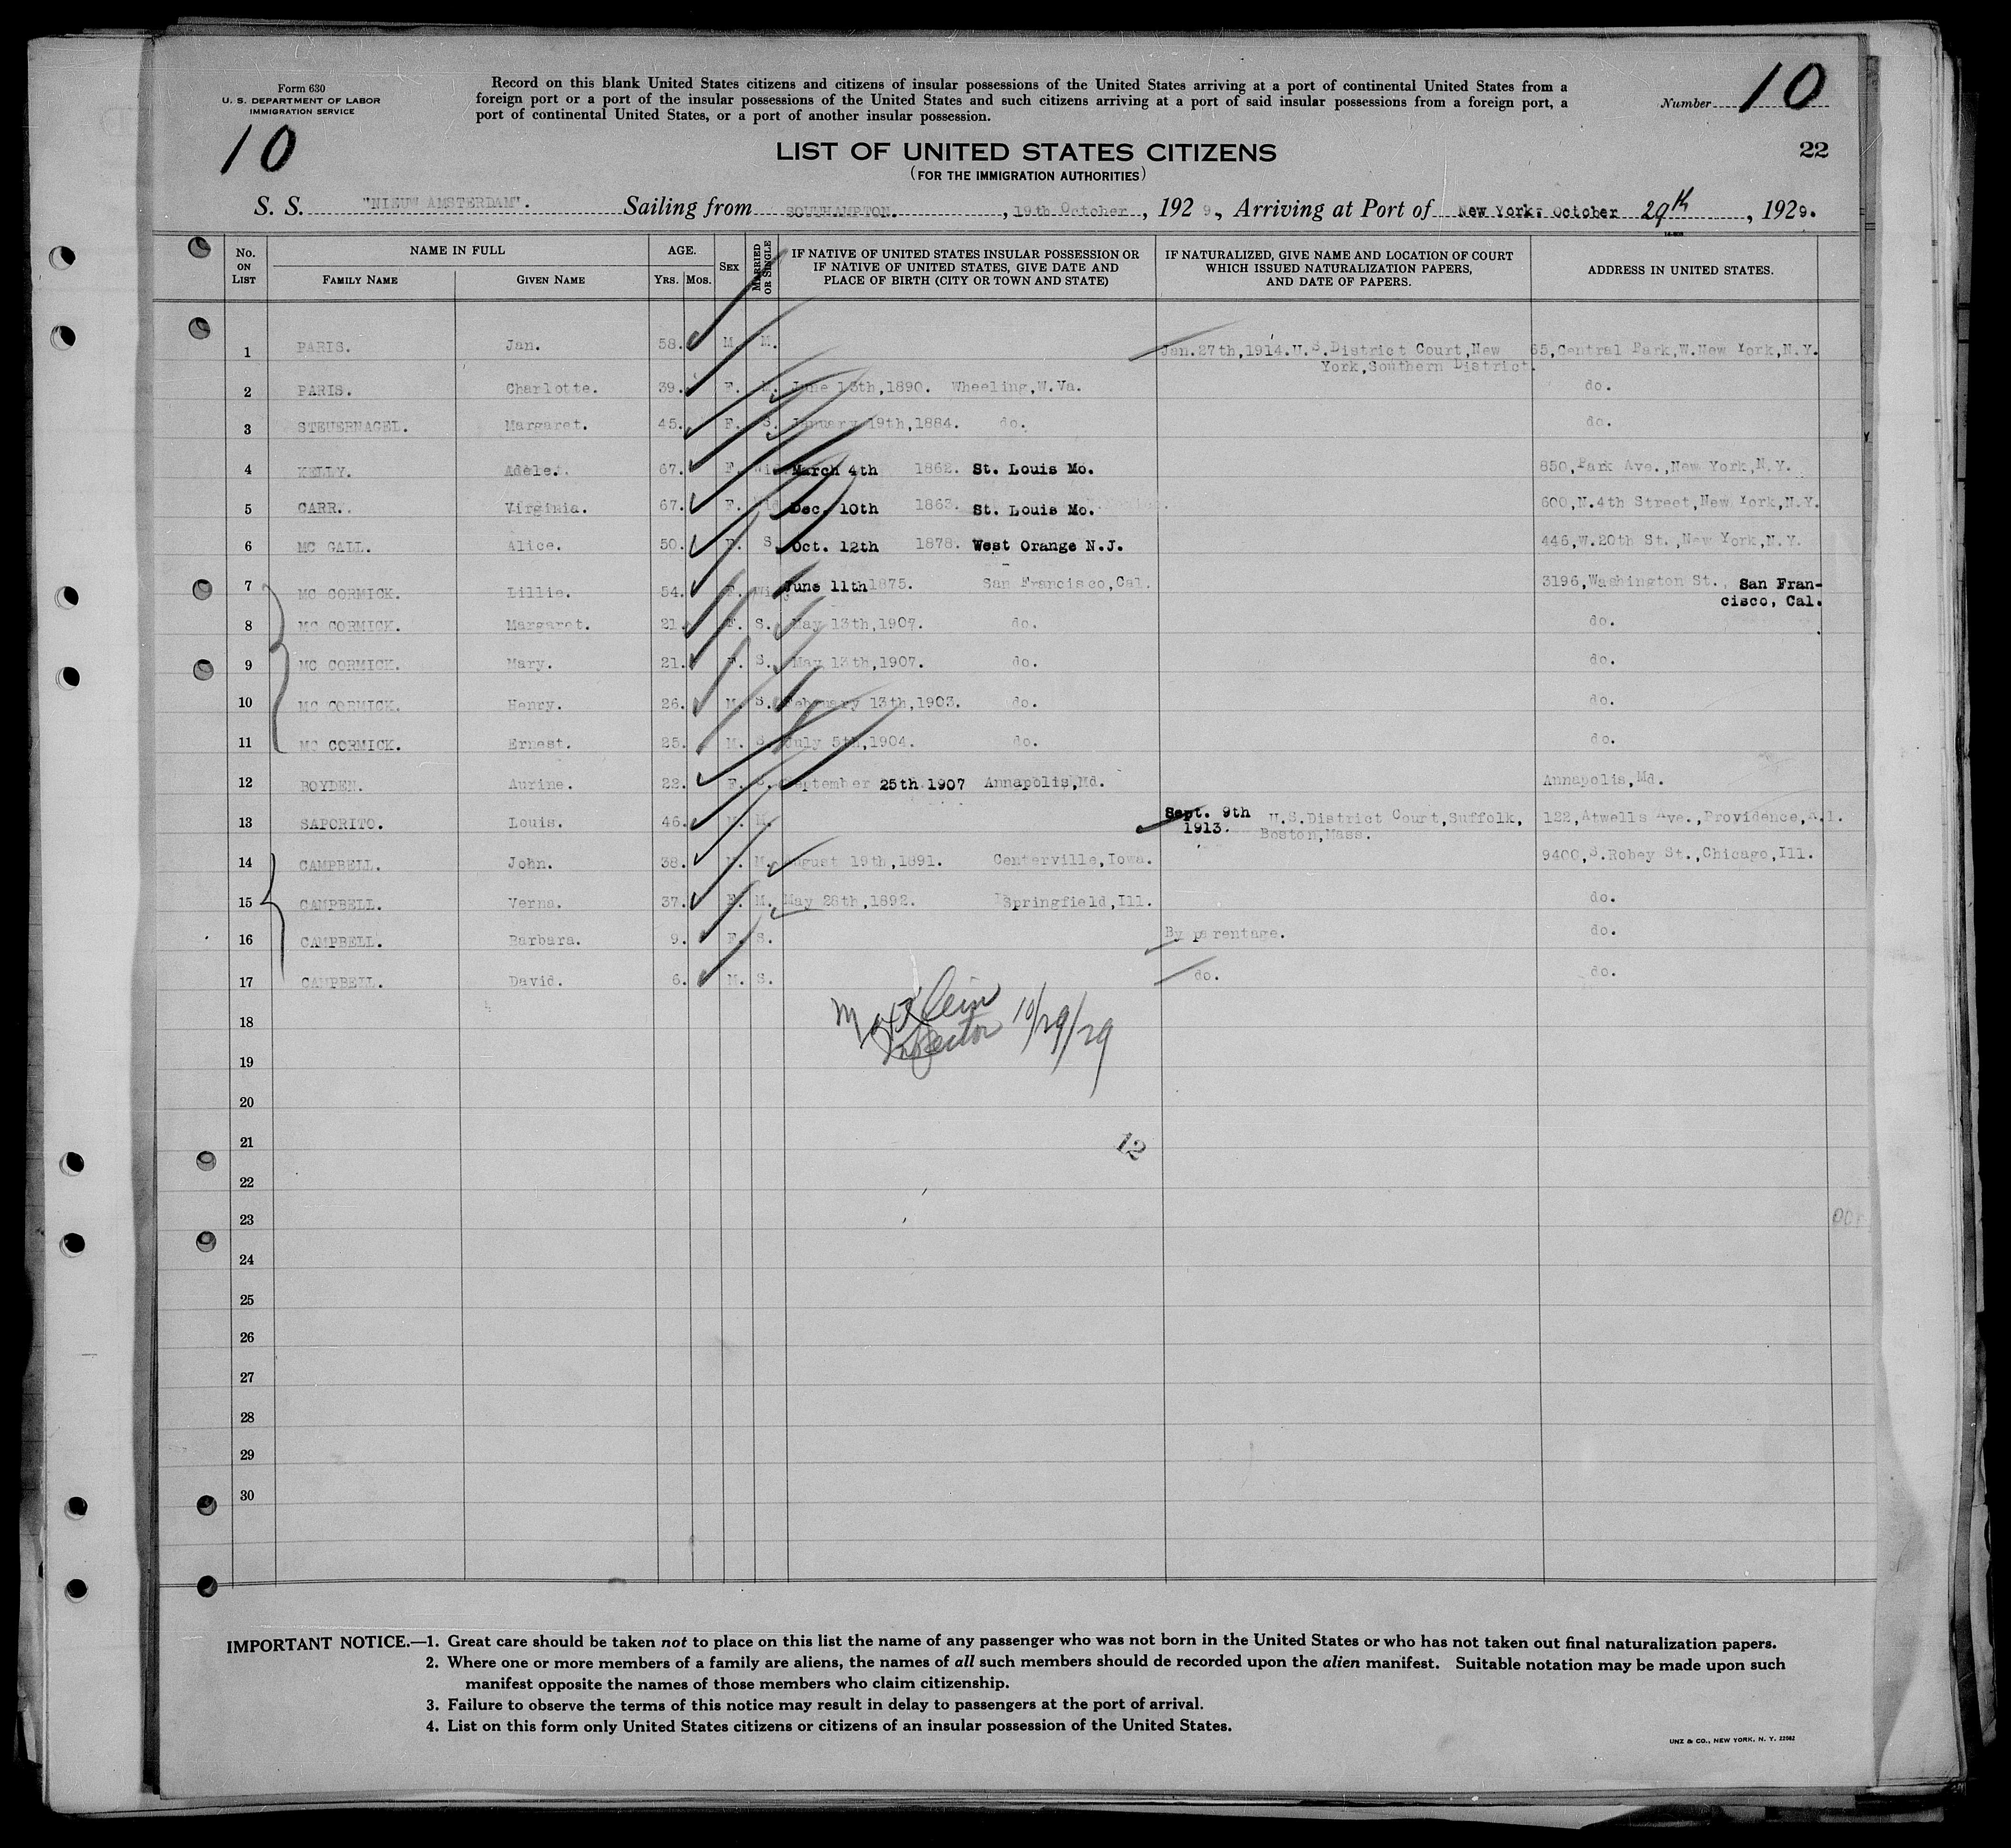 Form 630
U. S. DEPARTMENT OF LABOR
IMMIGRATION SERVICE
Record on this blank United States citizens and citizens of insular possessions of the United States arriving at a port of continental United States from a
foreign port or a port of the insular possessions of the United States and such citizens arriving at a port of said insular possessions from a foreign port, a
port of continental United States, or a port of another insular possession.
Number 10
10
LIST OF UNITED STATES CITIZENS
(FOR THE IMMIGRATION AUTHORITIES)
22
S. S. "NIEUW AMSTERDAM". Sailing from SOUTHAMPTON. , 19th October , 192 9., Arriving at Port of New York: October 29th , 1929.
No. ON LIST NAME IN FULL FAMILY NAME GIVEN NAME AGE. YRS. MOS. SEX MARRIED OR SINGLE IF NATIVE OF UNITED STATES INSULAR POSSESSION OR IF NATIVE OF UNITED STATES, GIVE DATE AND PLACE OF BIRTH (CITY OR TOWN AND STATE) IF NATURALIZED, GIVE NAME AND LOCATION OF COURT WHICH ISSUED NATURALIZATION PAPERS, AND DATE OF PAPERS. ADDRESS IN UNITED STATES.
1 PARIS. Jan. 58. M. M. Jan.27th,1914.U.S.District Court,New 65,Central Park,W.New York,N.Y.
York,Southern District.
2 PARIS. Charlotte. 39. F. M. June 13th,1890. Wheeling,W.Va. do.
3 STEUERNAGEL. Margaret. 45. F. S. January 19th,1884. do. do.
4 KELLY. Adele. 67. F. Wid March 4th 1862. St. Louis Mo. 850,Park Ave.,New York,N.Y.
5 CARR. Virginia. 67. F. Wid Dec. 10th 1863. St. Louis Mo. 600,N.4th Street,New York,N.Y.
6 MC GALL. Alice. 50. F. S. Oct. 12th 1878. West Orange N.J. 446,W.20th St.,New York,N.Y.
7 MC CORMICK. Lillie. 54. F. Wid June 11th 1875. San Francisco,Cal. 3196,Washington St., San Fran-
cisco, Cal.
8 MC CORMICK. Margaret. 21. F. S. May 13th,1907. do. do.
9 MC CORMICK. Mary. 21. F. S. May 13th,1907. do. do.
10 MC CORMICK. Henry. 26. M. S. February 13th,1903. do. do.
11 MC CORMICK. Ernest. 25. M. S. July 5th,1904. do. do.
12 BOYDEN. Aurine. 22. F. S. September 25th 1907 Annapolis,Md. Annapolis,Md.
13 SAPORITO. Louis. 46. M. M. Sept. 9th 1913. U.S.District Court,Suffolk, 122,Atwells Ave.,Providence,R.I.
Boston,Mass.
14 CAMPBELL. John. 38. M. M. August 19th,1891. Centerville,Iowa. 9400,S.Robey St.,Chicago,Ill.
15 CAMPBELL. Verna. 37. F. M. May 28th,1892. Springfield,Ill. do.
16 CAMPBELL. Barbara. 9. F. S. By parentage. do.
17 CAMPBELL. David. 6. M. S. do. do.
18
Klein
Inspector 10/29/29
19
20
21
12
22
23
24
25
26
27
28
29
30
IMPORTANT NOTICE.—1. Great care should be taken not to place on this list the name of any passenger who was not born in the United States or who has not taken out final naturalization papers.
2. Where one or more members of a family are aliens, the names of all such members should de recorded upon the alien manifest. Suitable notation may be made upon such
manifest opposite the names of those members who claim citizenship.
3. Failure to observe the terms of this notice may result in delay to passengers at the port of arrival.
4. List on this form only United States citizens or citizens of an insular possession of the United States.
UNZ & CO., NEW YORK, N. Y. 22562